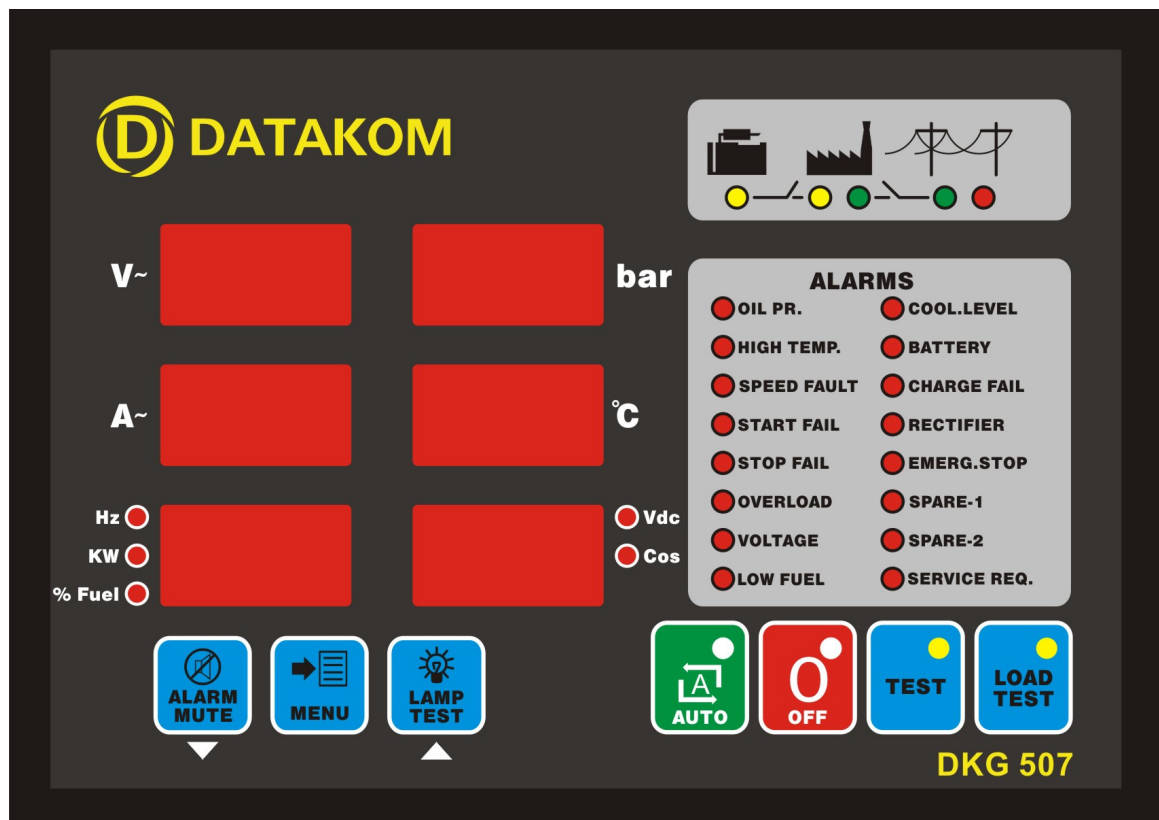 D DATAKOM
V~
bar
A~
°C
Hz
KW
% Fuel
Vdc
Cos
ALARMS
OIL PR.
HIGH TEMP.
SPEED FAULT
START FAIL
STOP FAIL
OVERLOAD
VOLTAGE
LOW FUEL
COOL.LEVEL
BATTERY
CHARGE FAIL
RECTIFIER
EMERG.STOP
SPARE-1
SPARE-2
SERVICE REQ.
ALARM
MUTE
MENU
LAMP
TEST
A
AUTO
O
OFF
TEST
LOAD
TEST
DKG 507